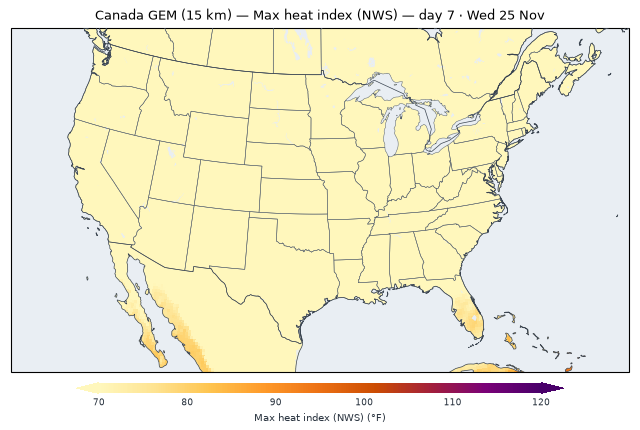 Canada GEM (15 km) — Max heat index (NWS) — day 7 · Wed 25 Nov
70 80 90 100 110 120
Max heat index (NWS) (°F)